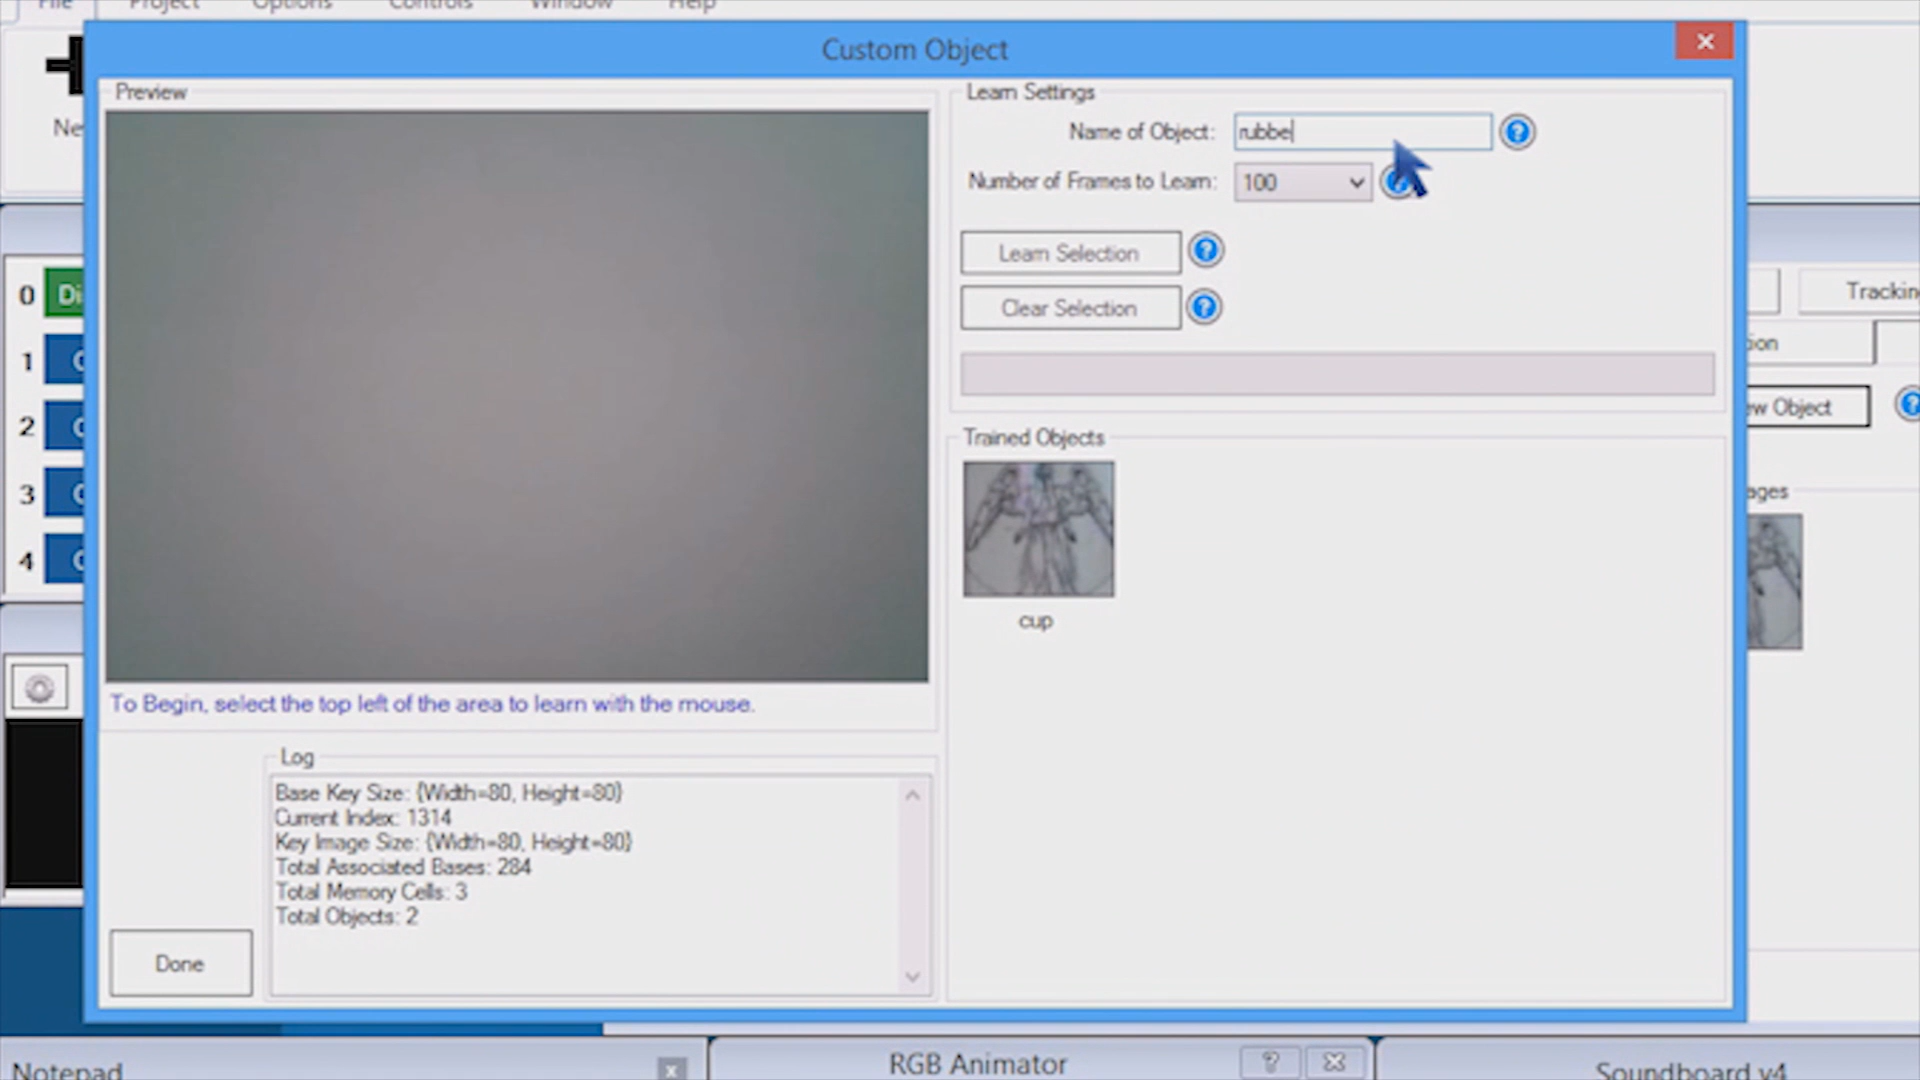 File Project Options Controls Window Help
Custom Object
Preview
Learn Settings
Name of Object: rubbe
Ne
Number of Frames to Learn: 100
Learn Selection
Clear Selection
0 Di
Trackin
1 C
ion
2 C
ew Object
Trained Objects
3 C
ages
4 C
cup
To Begin, select the top left of the area to learn with the mouse.
Log
Base Key Size: {Width=80, Height=80}
Current Index: 1314
Key Image Size: {Width=80, Height=80}
Total Associated Bases: 284
Total Memory Cells: 3
Total Objects: 2
Done
Notepad
RGB Animator
Soundboard v4